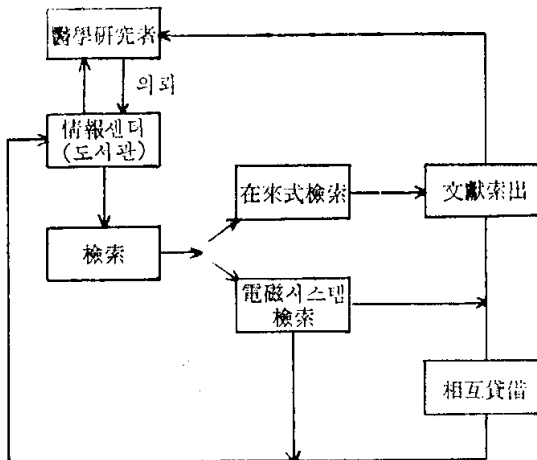 醫學硏究者
의뢰
情報센터
(도서관)
檢索
在來式檢索
文獻索出
電磁시스템
檢索
相互貸借